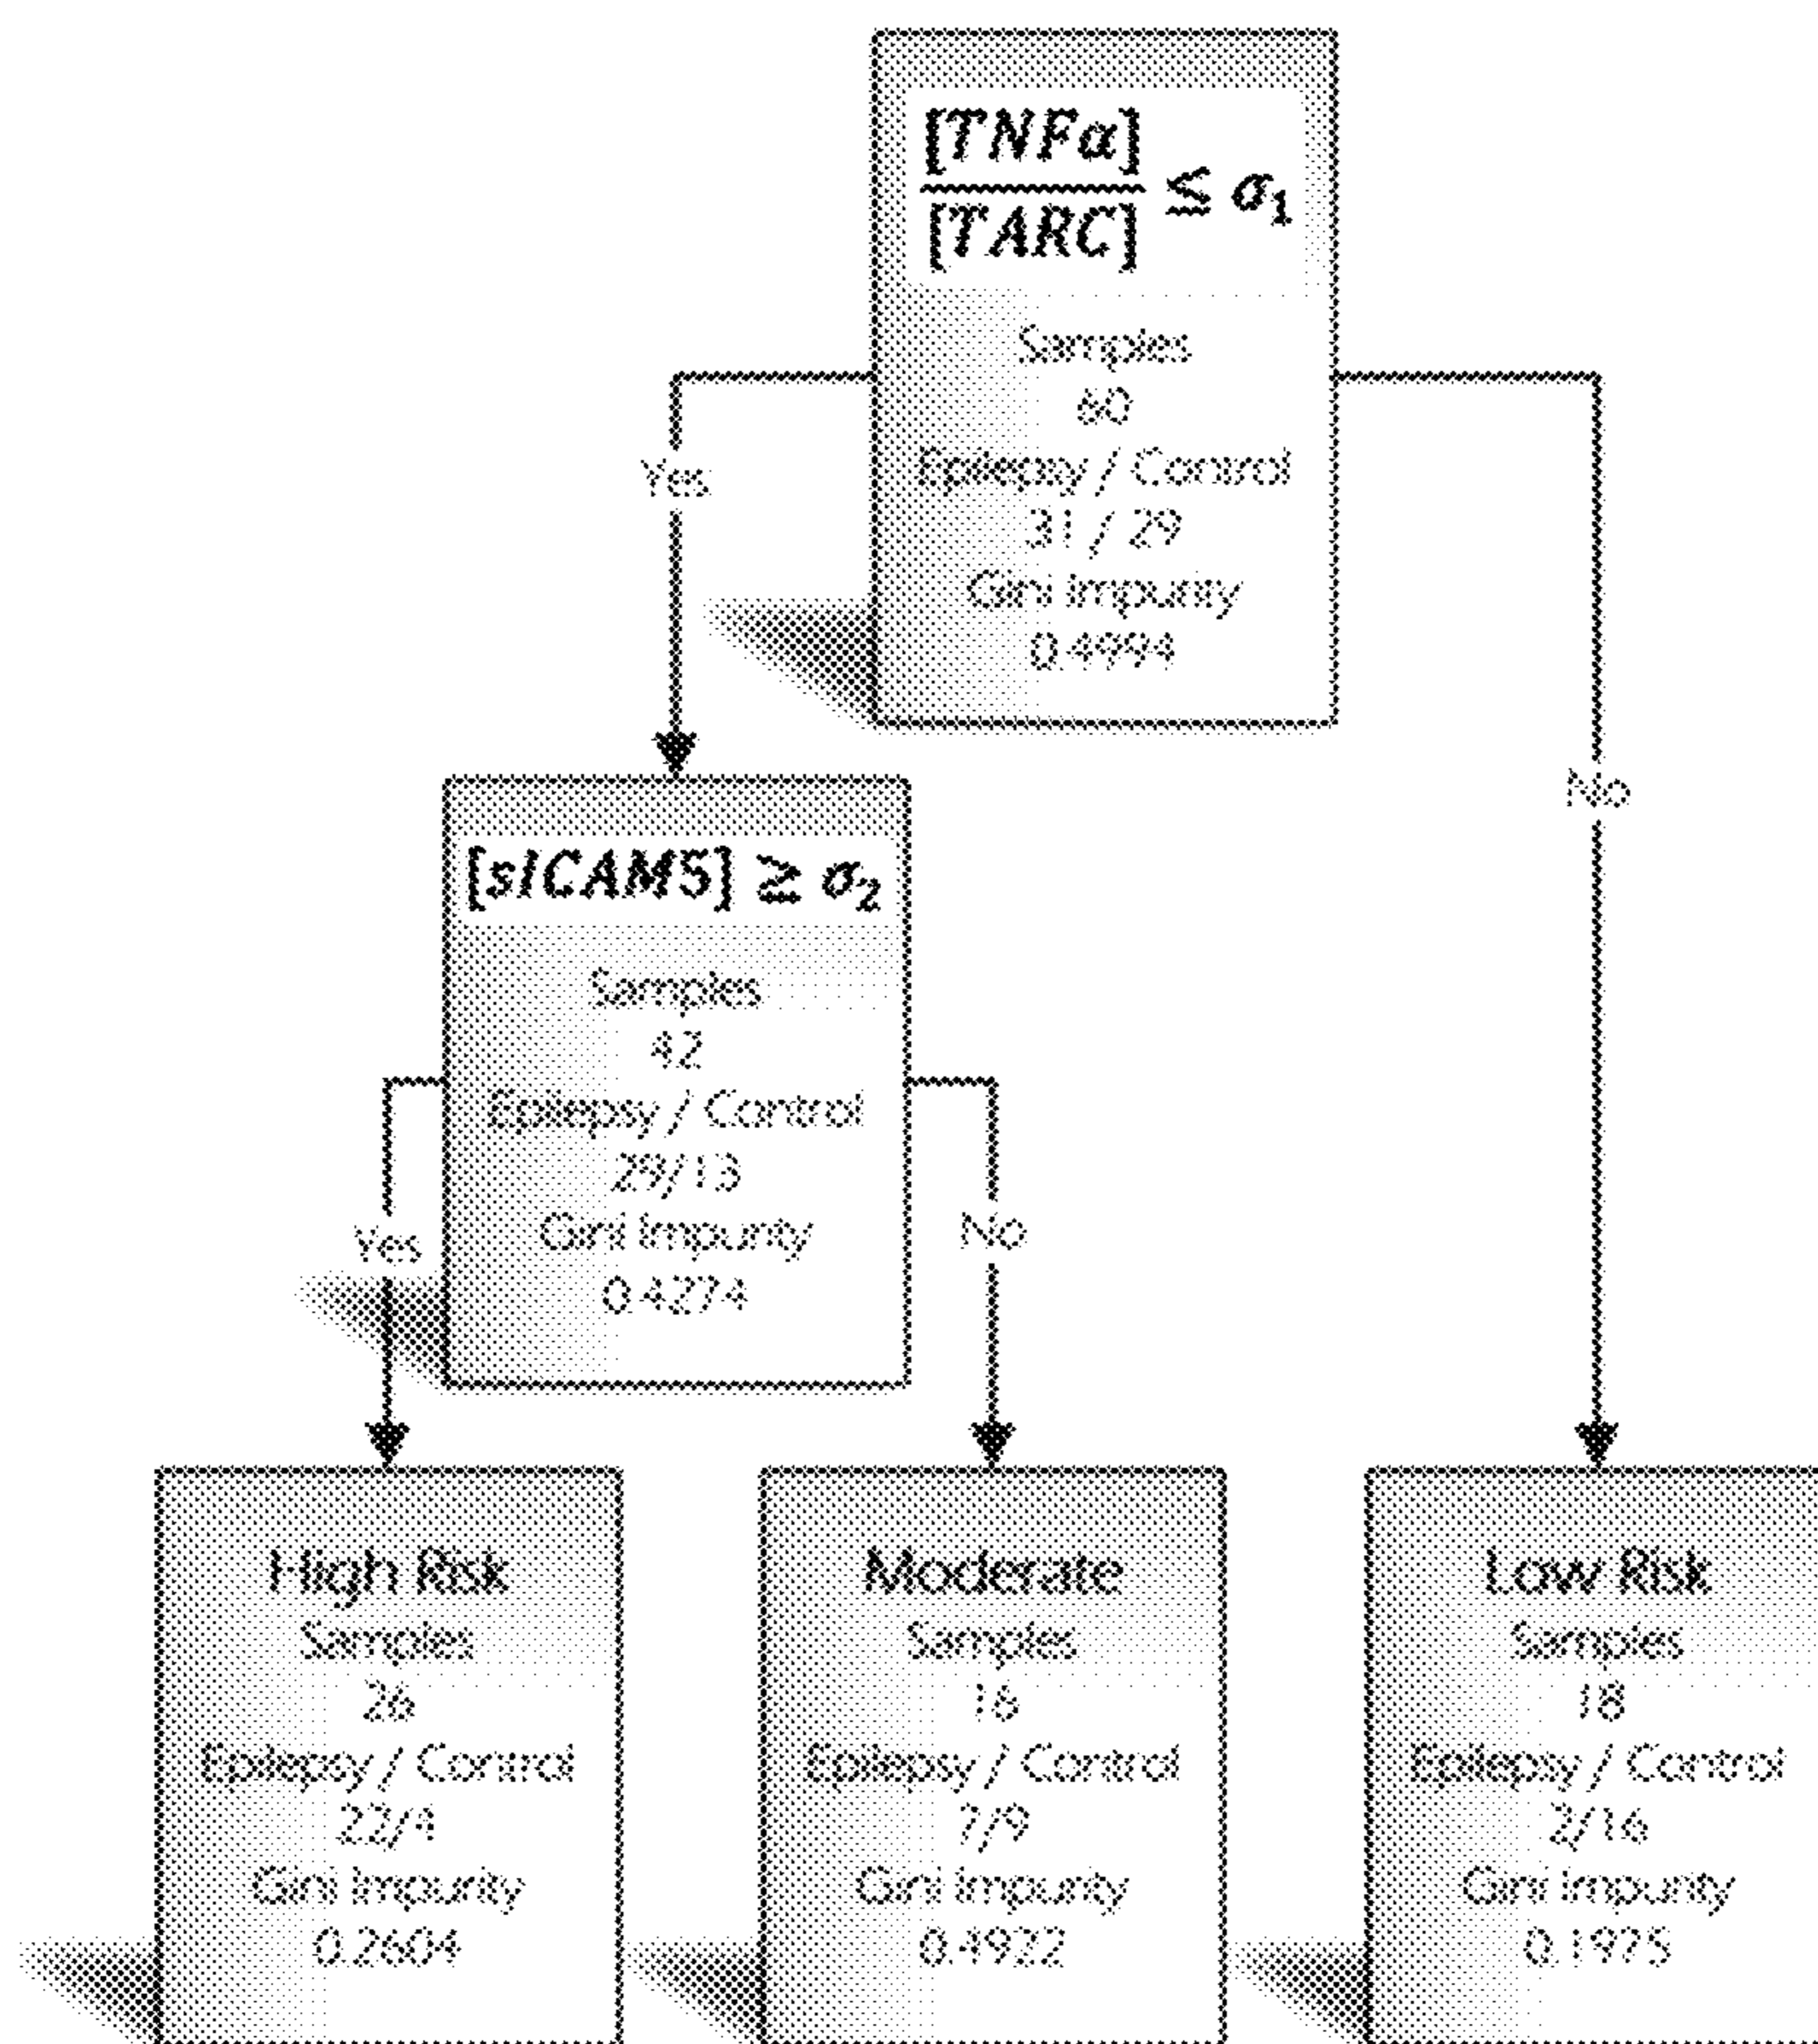 [TNFα]
[TARC]
≤ σ1
Samples
60
Epilepsy / Control
31 / 29
Gini Impurity
0.4994
Yes
No
[sICAM5] ≥ σ2
Samples
42
Epilepsy / Control
29/13
Gini Impurity
0.4274
Yes
No
High Risk
Samples
26
Epilepsy / Control
22/4
Gini Impurity
0.2604
Moderate
Samples
16
Epilepsy / Control
7/9
Gini Impurity
0.4922
Low Risk
Samples
18
Epilepsy / Control
2/16
Gini Impurity
0.1975